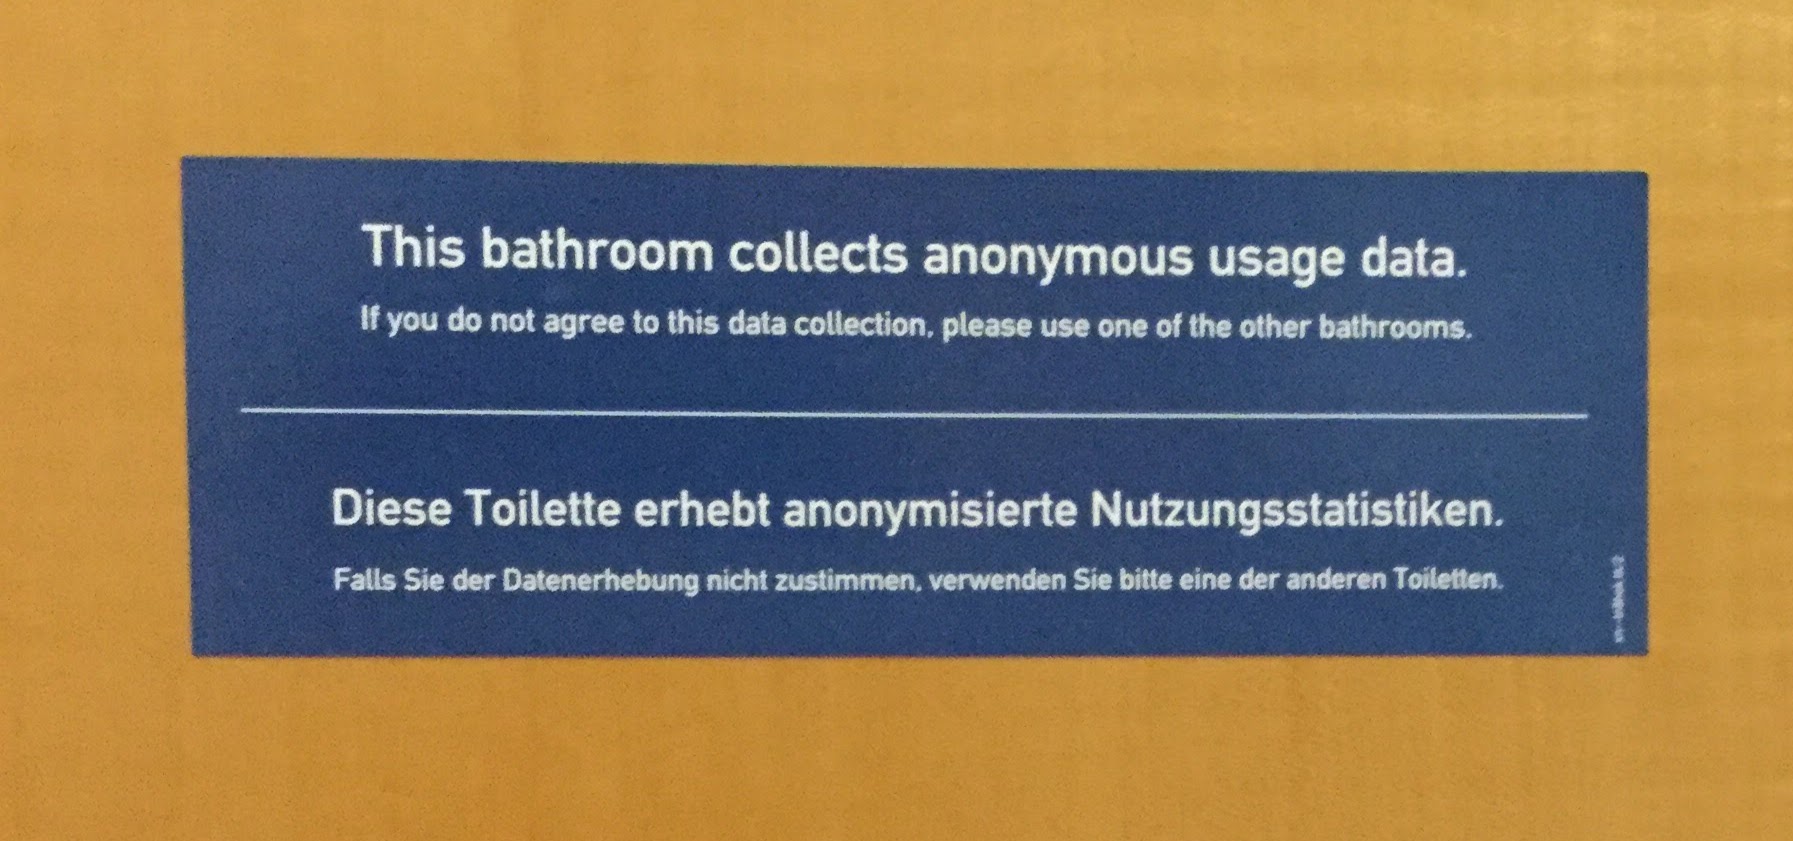 This bathroom collects anonymous usage data.
If you do not agree to this data collection, please use one of the other bathrooms.
Diese Toilette erhebt anonymisierte Nutzungsstatistiken.
Falls Sie der Datenerhebung nicht zustimmen, verwenden Sie bitte eine der anderen Toiletten.